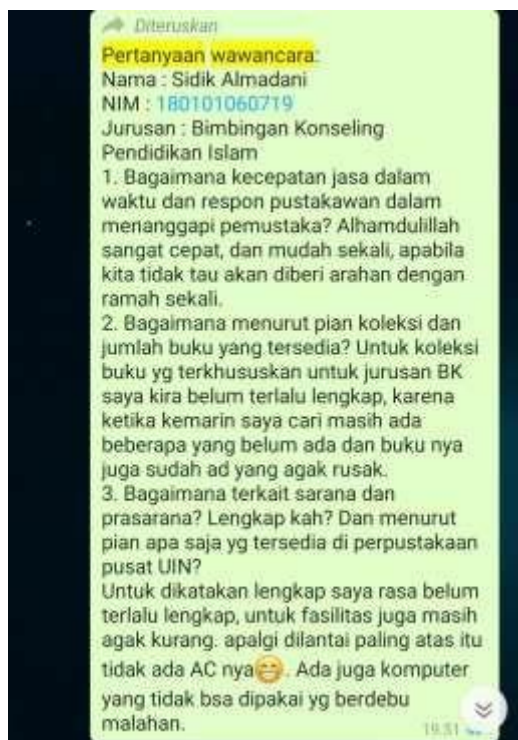 Diteruskan
Pertanyaan wawancara:
Nama : Sidik Almadani
NIM : 180101060719
Jurusan : Bimbingan Konseling
Pendidikan Islam
1. Bagaimana kecepatan jasa dalam
waktu dan respon pustakawan dalam
menanggapi pemustaka? Alhamdulillah
sangat cepat, dan mudah sekali, apabila
kita tidak tau akan diberi arahan dengan
ramah sekali.
2. Bagaimana menurut pian koleksi dan
jumlah buku yang tersedia? Untuk koleksi
buku yg terkhususkan untuk jurusan BK
saya kira belum terlalu lengkap, karena
ketika kemarin saya cari masih ada
beberapa yang belum ada dan buku nya
juga sudah ad yang agak rusak.
3. Bagaimana terkait sarana dan
prasarana? Lengkap kah? Dan menurut
pian apa saja yg tersedia di perpustakaan
pusat UIN?
Untuk dikatakan lengkap saya rasa belum
terlalu lengkap, untuk fasilitas juga masih
agak kurang. apalgi dilantai paling atas itu
tidak ada AC nya😁. Ada juga komputer
yang tidak bsa dipakai yg berdebu
malahan.
19.51